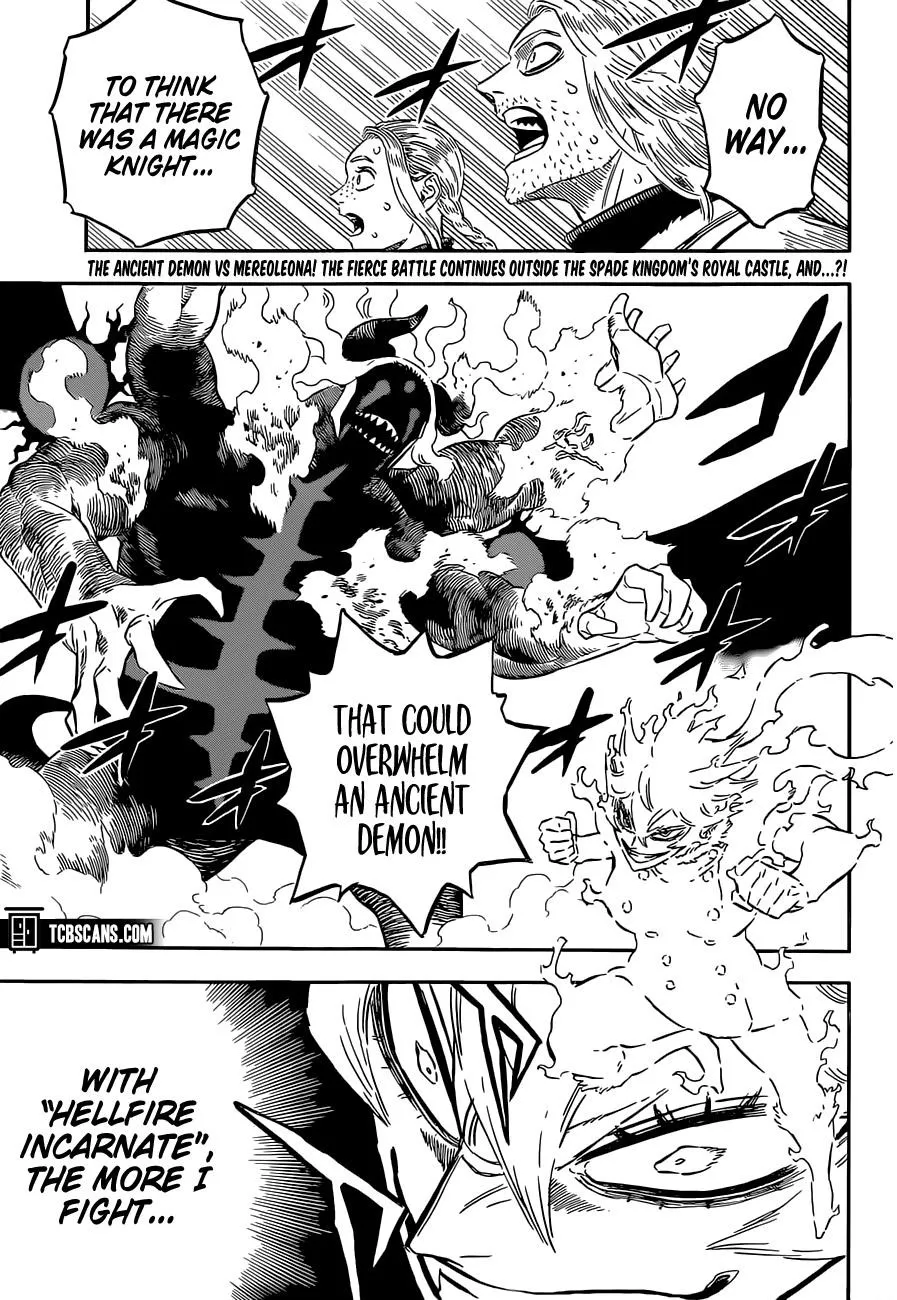 NO
WAY...
TO THINK
THAT THERE
WAS A MAGIC
KNIGHT...
THE ANCIENT DEMON VS MEREOLEONA! THE FIERCE BATTLE CONTINUES OUTSIDE THE SPADE KINGDOM'S ROYAL CASTLE, AND...?!
THAT COULD
OVERWHELM
AN ANCIENT
DEMON!!
TCBSCANS.COM
WITH
"HELLFIRE
INCARNATE",
THE MORE I
FIGHT...